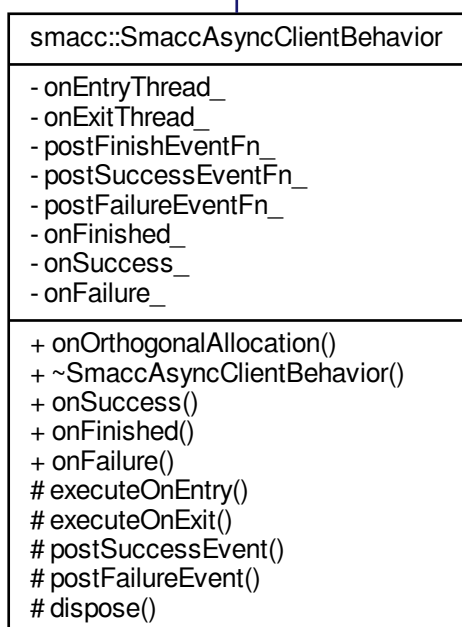 smacc::SmaccAsyncClientBehavior
- onEntryThread_
- onExitThread_
- postFinishEventFn_
- postSuccessEventFn_
- postFailureEventFn_
- onFinished_
- onSuccess_
- onFailure_
+ onOrthogonalAllocation()
+ ~SmaccAsyncClientBehavior()
+ onSuccess()
+ onFinished()
+ onFailure()
# executeOnEntry()
# executeOnExit()
# postSuccessEvent()
# postFailureEvent()
# dispose()